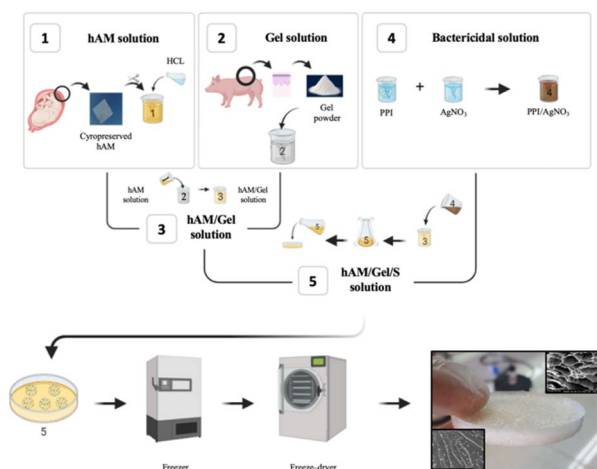 1 hAM solution
HCL
Cyropreserved
hAM
1
2 Gel solution
Gel
powder
2
4 Bactericidal solution
+
4
PPI
AgNO₃
PPI/AgNO₃
hAM
solution
1
2
3
hAM/Gel
solution
3 hAM/Gel
solution
4
3
5
5
5 hAM/Gel/S
solution
5
Freezer
Freeze-dryer